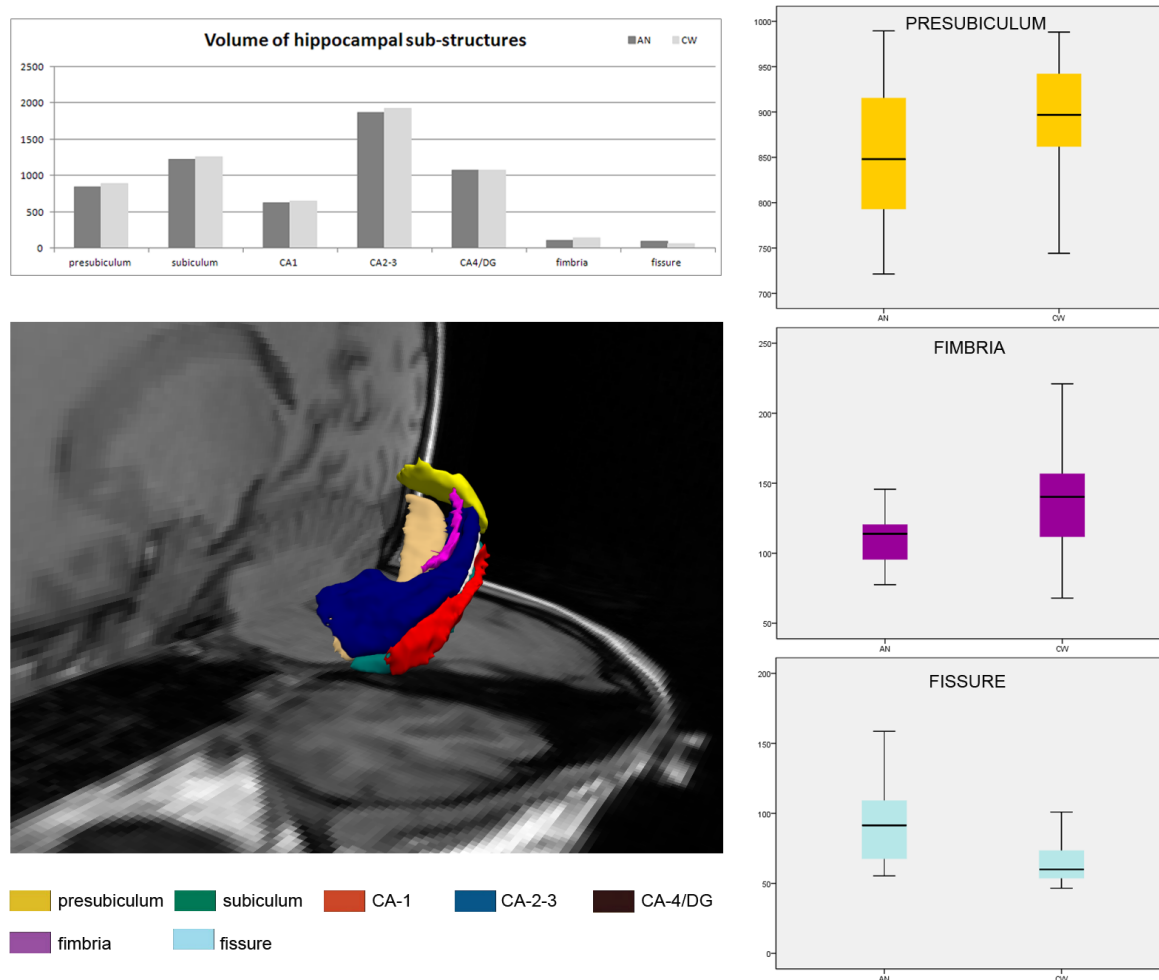 Volume of hippocampal sub-structures
AN CW
2500
2000
1500
1000
500
0
presubiculum subiculum CA1 CA2-3 CA4/DG fimbria fissure
PRESUBICULUM
1000
950
900
850
800
750
700
AN CW
FIMBRIA
250
200
150
100
50
AN CW
FISSURE
200
150
100
50
0
AN CW
presubiculum subiculum CA-1 CA-2-3 CA-4/DG
fimbria fissure